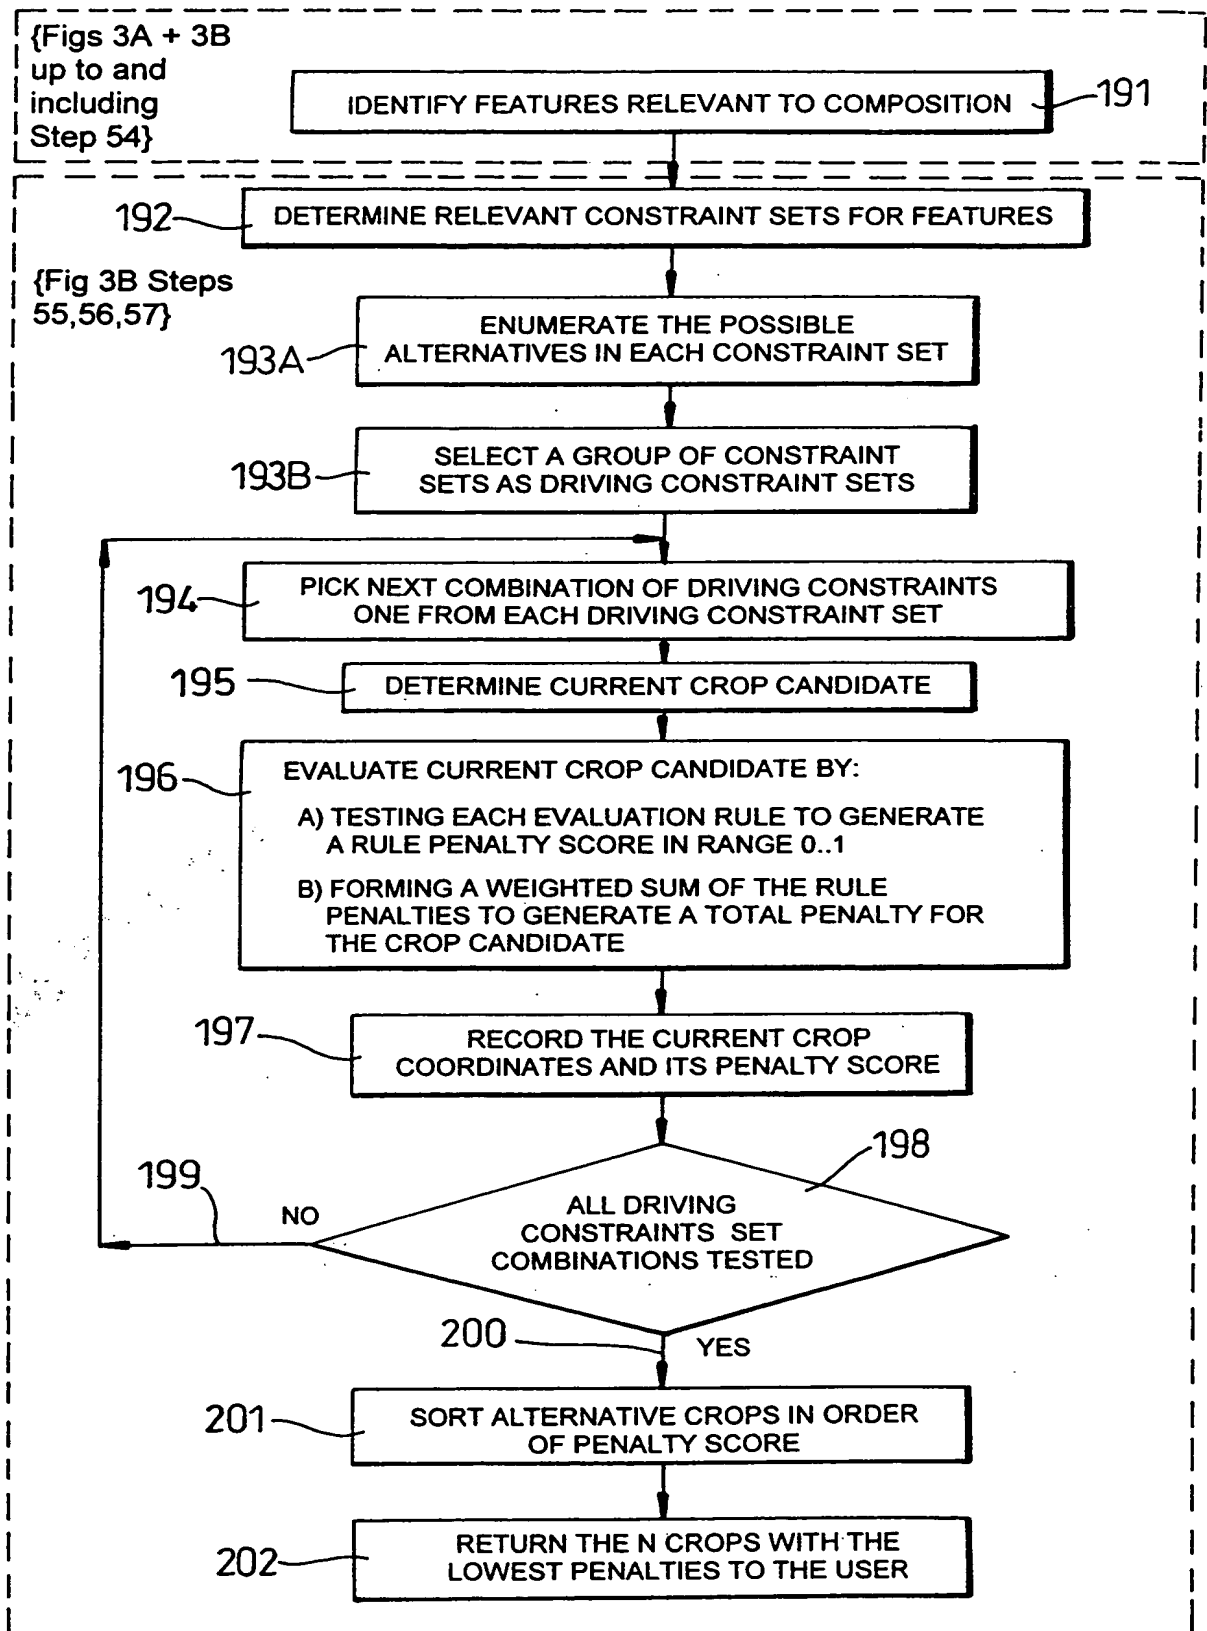 {Figs 3A + 3B
up to and
including
Step 54}
IDENTIFY FEATURES RELEVANT TO COMPOSITION
191
192
DETERMINE RELEVANT CONSTRAINT SETS FOR FEATURES
{Fig 3B Steps
55,56,57}
193A
ENUMERATE THE POSSIBLE
ALTERNATIVES IN EACH CONSTRAINT SET
193B
SELECT A GROUP OF CONSTRAINT
SETS AS DRIVING CONSTRAINT SETS
194
PICK NEXT COMBINATION OF DRIVING CONSTRAINTS
ONE FROM EACH DRIVING CONSTRAINT SET
195
DETERMINE CURRENT CROP CANDIDATE
196
EVALUATE CURRENT CROP CANDIDATE BY:
A) TESTING EACH EVALUATION RULE TO GENERATE
A RULE PENALTY SCORE IN RANGE 0..1
B) FORMING A WEIGHTED SUM OF THE RULE
PENALTIES TO GENERATE A TOTAL PENALTY FOR
THE CROP CANDIDATE
197
RECORD THE CURRENT CROP
COORDINATES AND ITS PENALTY SCORE
198
199
NO
ALL DRIVING
CONSTRAINTS SET
COMBINATIONS TESTED
200
YES
201
SORT ALTERNATIVE CROPS IN ORDER
OF PENALTY SCORE
202
RETURN THE N CROPS WITH THE
LOWEST PENALTIES TO THE USER